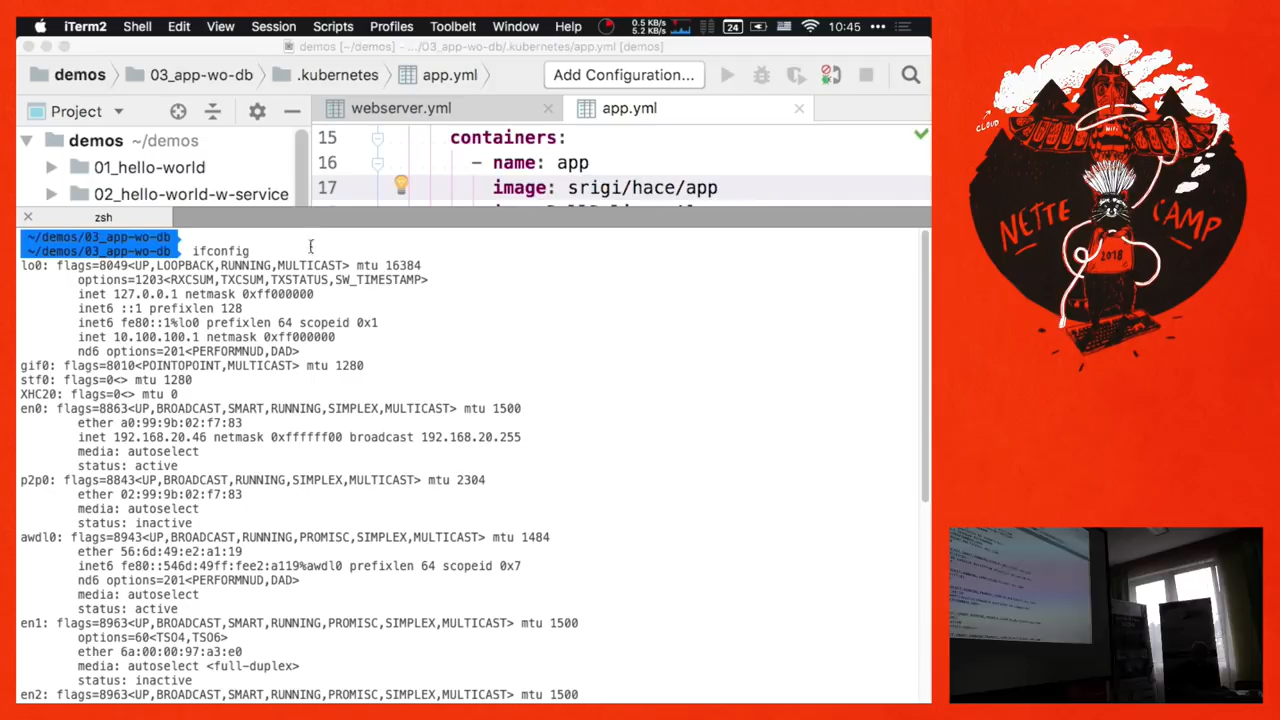 iTerm2 Shell Edit View Session Scripts Profiles Toolbelt Window Help 0.5 KB/s 5.2 KB/s 24 10:45
demos [~/demos] - .../03_app-wo-db/.kubernetes/app.yml [demos]
demos 03_app-wo-db .kubernetes app.yml Add Configuration...
Project webserver.yml app.yml
demos ~/demos 15 containers:
01_hello-world 16 - name: app
02_hello-world-w-service 17 image: srigi/hace/app
zsh
~/demos/03_app-wo-db
~/demos/03_app-wo-db ifconfig
lo0: flags=8049<UP,LOOPBACK,RUNNING,MULTICAST> mtu 16384
options=1203<RXCSUM,TXCSUM,TXSTATUS,SW_TIMESTAMP>
inet 127.0.0.1 netmask 0xff000000
inet6 ::1 prefixlen 128
inet6 fe80::1%lo0 prefixlen 64 scopeid 0x1
inet 10.100.100.1 netmask 0xff000000
nd6 options=201<PERFORMNUD,DAD>
gif0: flags=8010<POINTOPOINT,MULTICAST> mtu 1280
stf0: flags=0<> mtu 1280
XHC20: flags=0<> mtu 0
en0: flags=8863<UP,BROADCAST,SMART,RUNNING,SIMPLEX,MULTICAST> mtu 1500
ether a0:99:9b:02:f7:83
inet 192.168.20.46 netmask 0xffffff00 broadcast 192.168.20.255
media: autoselect
status: active
p2p0: flags=8843<UP,BROADCAST,RUNNING,SIMPLEX,MULTICAST> mtu 2304
ether 02:99:9b:02:f7:83
media: autoselect
status: inactive
awdl0: flags=8943<UP,BROADCAST,RUNNING,PROMISC,SIMPLEX,MULTICAST> mtu 1484
ether 56:6d:49:e2:a1:19
inet6 fe80::546d:49ff:fee2:a119%awdl0 prefixlen 64 scopeid 0x7
nd6 options=201<PERFORMNUD,DAD>
media: autoselect
status: active
en1: flags=8963<UP,BROADCAST,SMART,RUNNING,PROMISC,SIMPLEX,MULTICAST> mtu 1500
options=60<TSO4,TSO6>
ether 6a:00:00:97:a3:e0
media: autoselect <full-duplex>
status: inactive
en2: flags=8963<UP,BROADCAST,SMART,RUNNING,PROMISC,SIMPLEX,MULTICAST> mtu 1500
CLOUD
WIFI
NETTE CAMP
2018